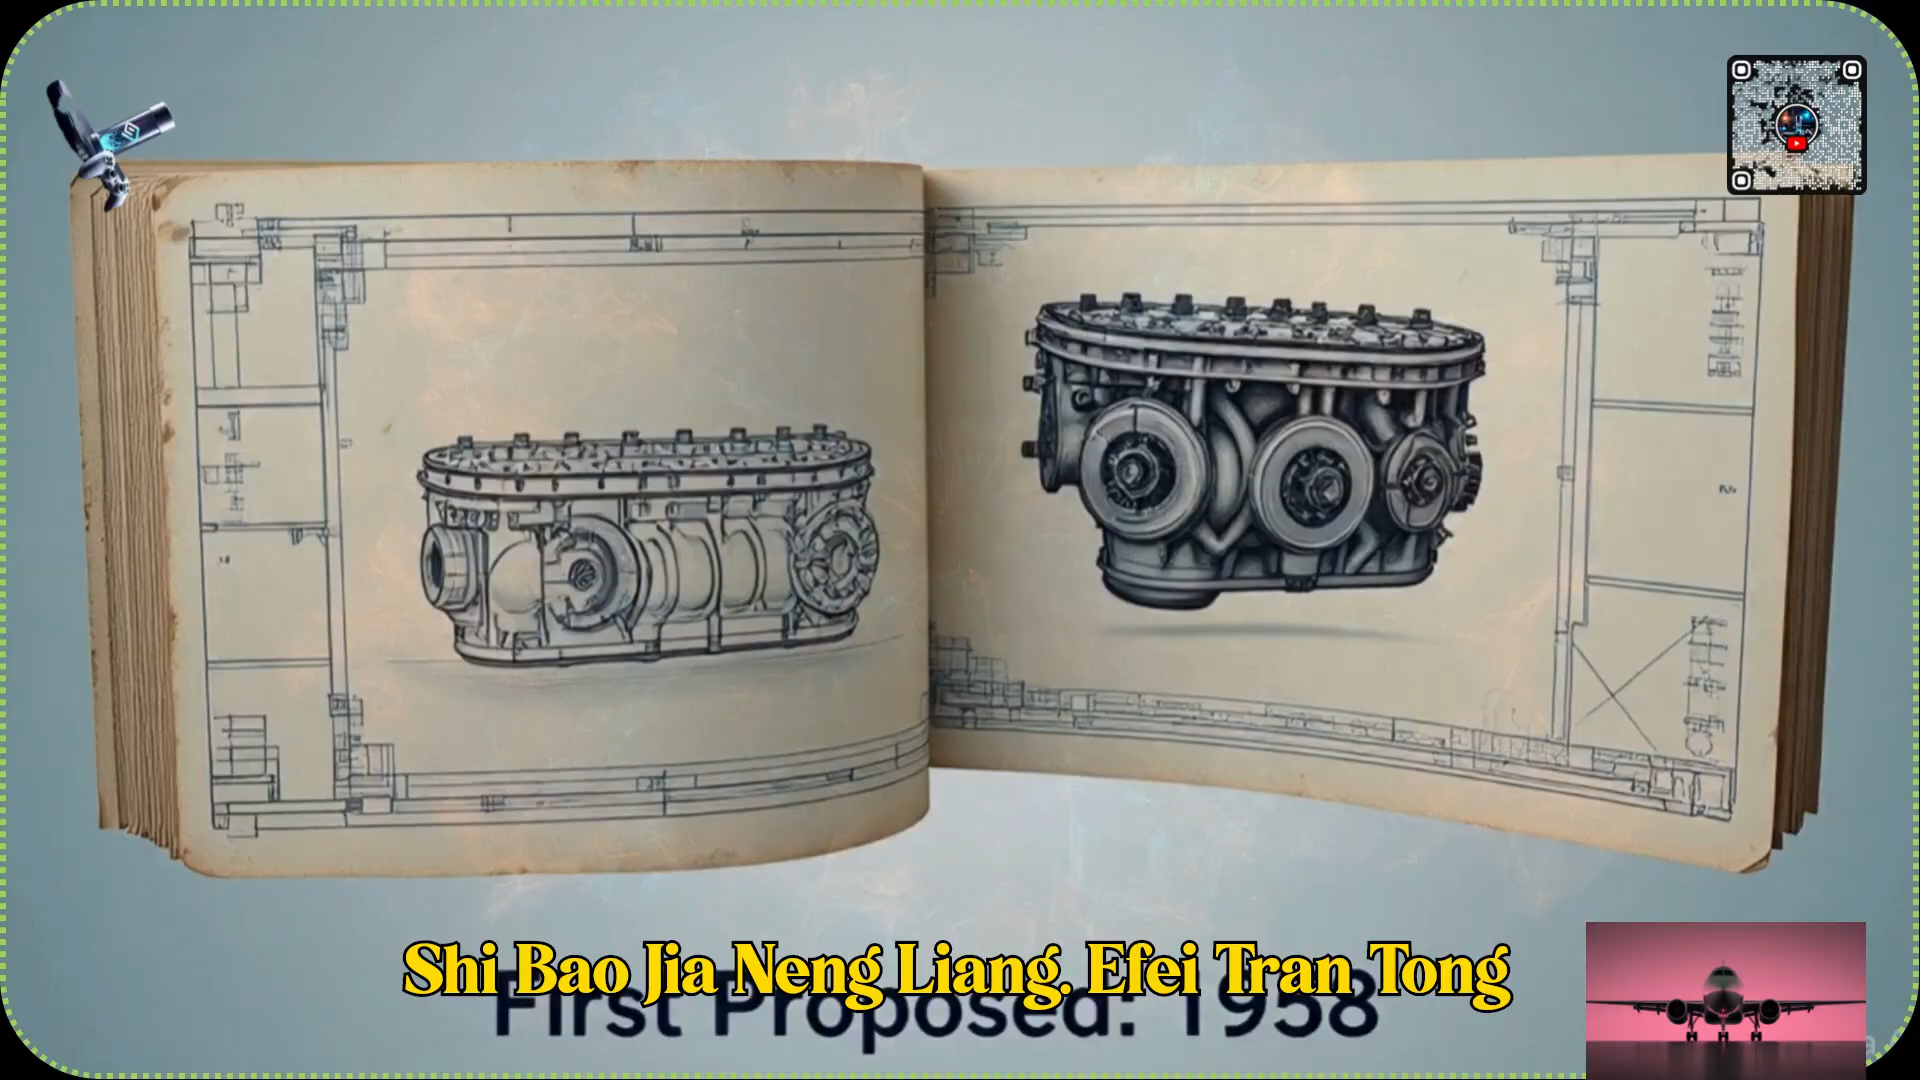 Shi Bao Jia Neng Liang. Efei Tran Tong
First Proposed: 1958